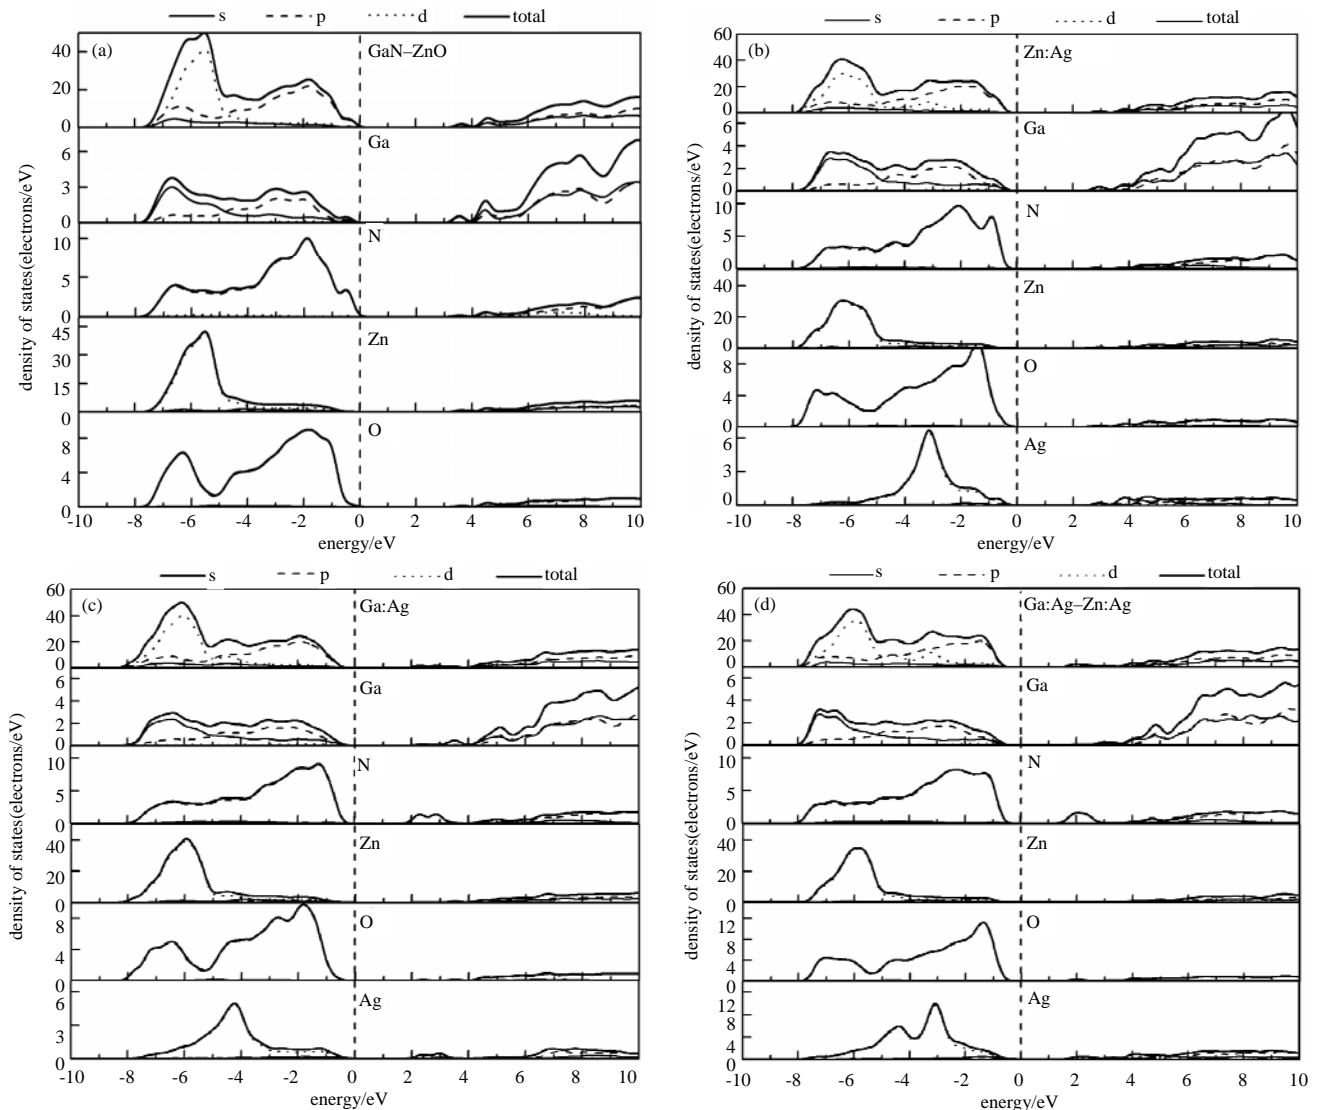 s p d total
(a) GaN–ZnO
40
20
0
Ga
6
3
0
N
10
5
0
Zn
45
30
15
0
O
8
4
0
-10 -8 -6 -4 -2 0 2 4 6 8 10
energy/eV
density of states(electrons/eV)
s p d total
(b) Zn:Ag
60
40
20
0
Ga
6
4
2
0
N
10
5
0
Zn
40
20
0
O
8
4
0
Ag
6
3
0
-10 -8 -6 -4 -2 0 2 4 6 8 10
energy/eV
density of states(electrons/eV)
s p d total
(c) Ga:Ag
60
40
20
0
Ga
6
4
2
0
N
10
5
0
Zn
40
20
0
O
8
4
0
Ag
6
3
0
-10 -8 -6 -4 -2 0 2 4 6 8 10
energy/eV
density of states(electrons/eV)
s p d total
(d) Ga:Ag–Zn:Ag
60
40
20
0
Ga
6
4
2
0
N
10
5
0
Zn
40
20
0
O
12
8
4
0
Ag
12
8
4
0
-10 -8 -6 -4 -2 0 2 4 6 8 10
energy/eV
density of states(electrons/eV)